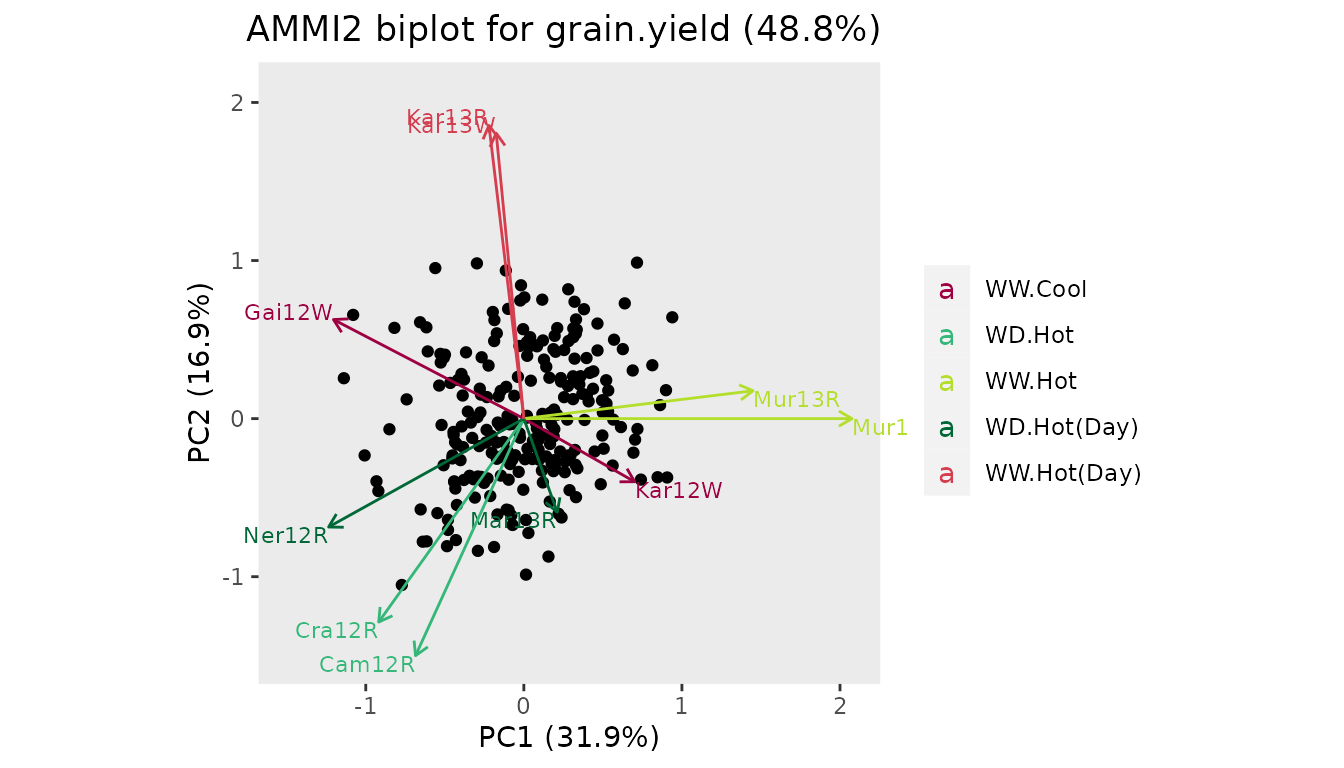 AMMI2 biplot for grain.yield (48.8%)
PC2 (16.9%)
2
1
0
-1
Kar13R
Kar13W
Gai12W
Mur13R
Mur1
Kar12W
Mar13R
Ner12R
Cra12R
Cam12R
-1
0
1
2
PC1 (31.9%)
a WW.Cool
a WD.Hot
a WW.Hot
a WD.Hot(Day)
a WW.Hot(Day)